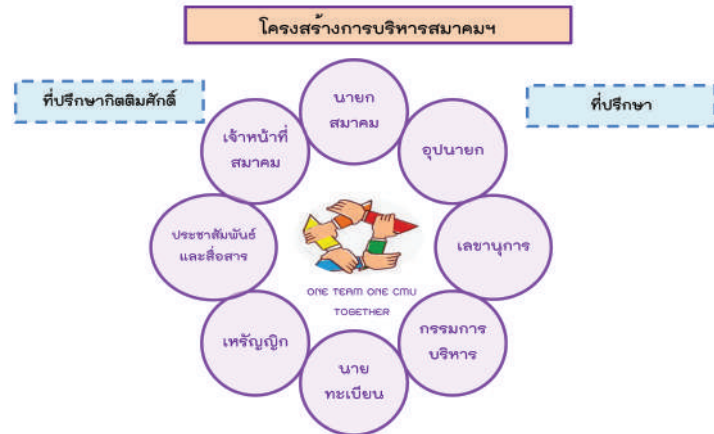 โครงสร้างการบริหารสมาคมฯ
ที่ปรึกษากิตติมศักดิ์
ที่ปรึกษา
นายก
สมาคม
อุปนายก
เลขานุการ
กรรมการ
บริหาร
นาย
ทะเบียน
เหรัญญิก
ประชาสัมพันธ์
และสื่อสาร
เจ้าหน้าที่
สมาคม
ONE TEAM ONE CMU
TOGETHER